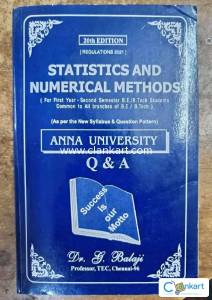 20th EDITION
[ REGULATIONS 2021 ]
STATISTICS AND
NUMERICAL METHODS
( For First Year - Second Semester B.E./B.Tech Students
Common to All branches of B.E / B.Tech )
(As per the New Syllabus & Question Pattern)
ANNA UNIVERSITY
Q & A
www.clankart.com
Success
is our
Motto
Dr. G. Balaji
Professor, TEC, Chennai-96
Clankart